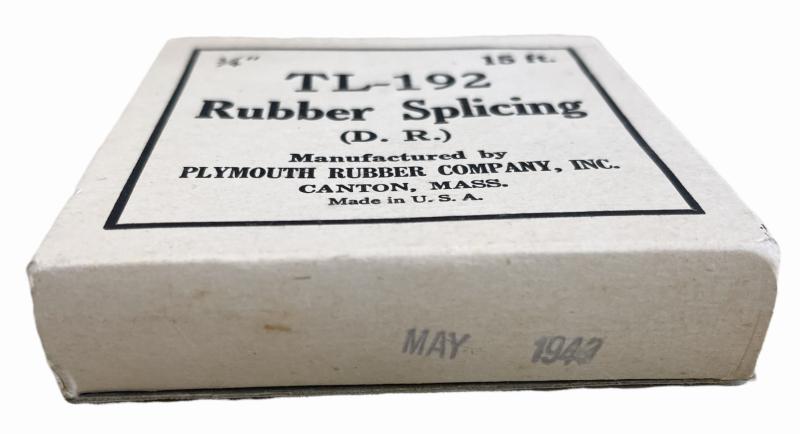 ¾" 15 ft.
TL-192
Rubber Splicing
(D. R.)
Manufactured by
PLYMOUTH RUBBER COMPANY, INC.
CANTON, MASS.
Made in U. S. A.
MAY